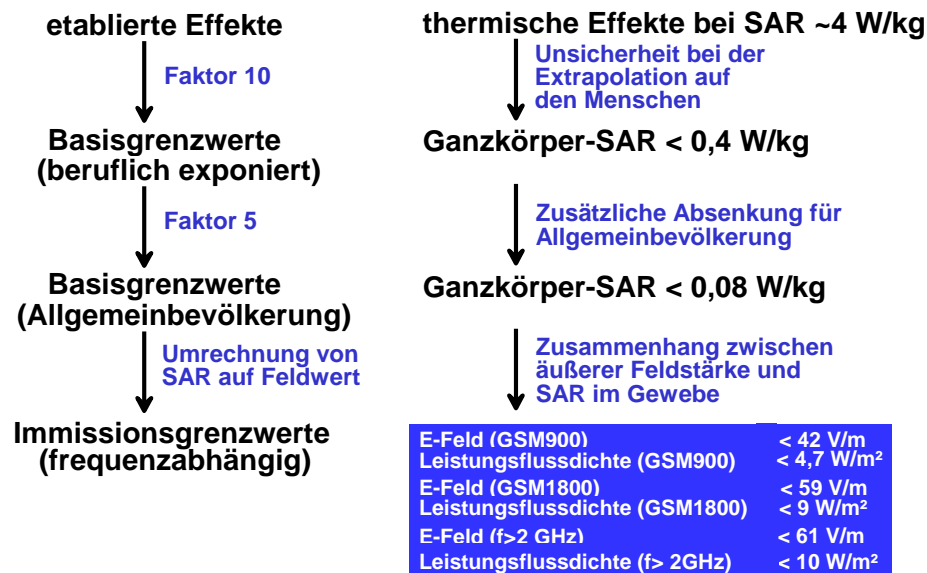 etablierte Effekte
Faktor 10
Basisgrenzwerte
(beruflich exponiert)
Faktor 5
Basisgrenzwerte
(Allgemeinbevölkerung)
Umrechnung von
SAR auf Feldwert
Immissionsgrenzwerte
(frequenzabhängig)
thermische Effekte bei SAR ~4 W/kg
Unsicherheit bei der
Extrapolation auf
den Menschen
Ganzkörper-SAR < 0,4 W/kg
Zusätzliche Absenkung für
Allgemeinbevölkerung
Ganzkörper-SAR < 0,08 W/kg
Zusammenhang zwischen
äußerer Feldstärke und
SAR im Gewebe
E-Feld (GSM900) < 42 V/m
Leistungsflussdichte (GSM900) < 4,7 W/m²
E-Feld (GSM1800) < 59 V/m
Leistungsflussdichte (GSM1800) < 9 W/m²
E-Feld (f>2 GHz) < 61 V/m
Leistungsflussdichte (f> 2GHz) < 10 W/m²